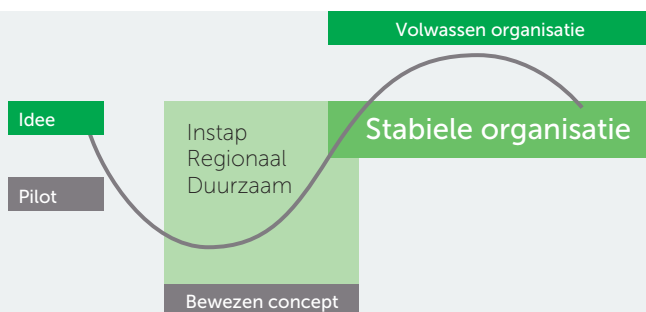 Volwassen organisatie
Idee
Instap
Regionaal
Duurzaam
Stabiele organisatie
Pilot
Bewezen concept